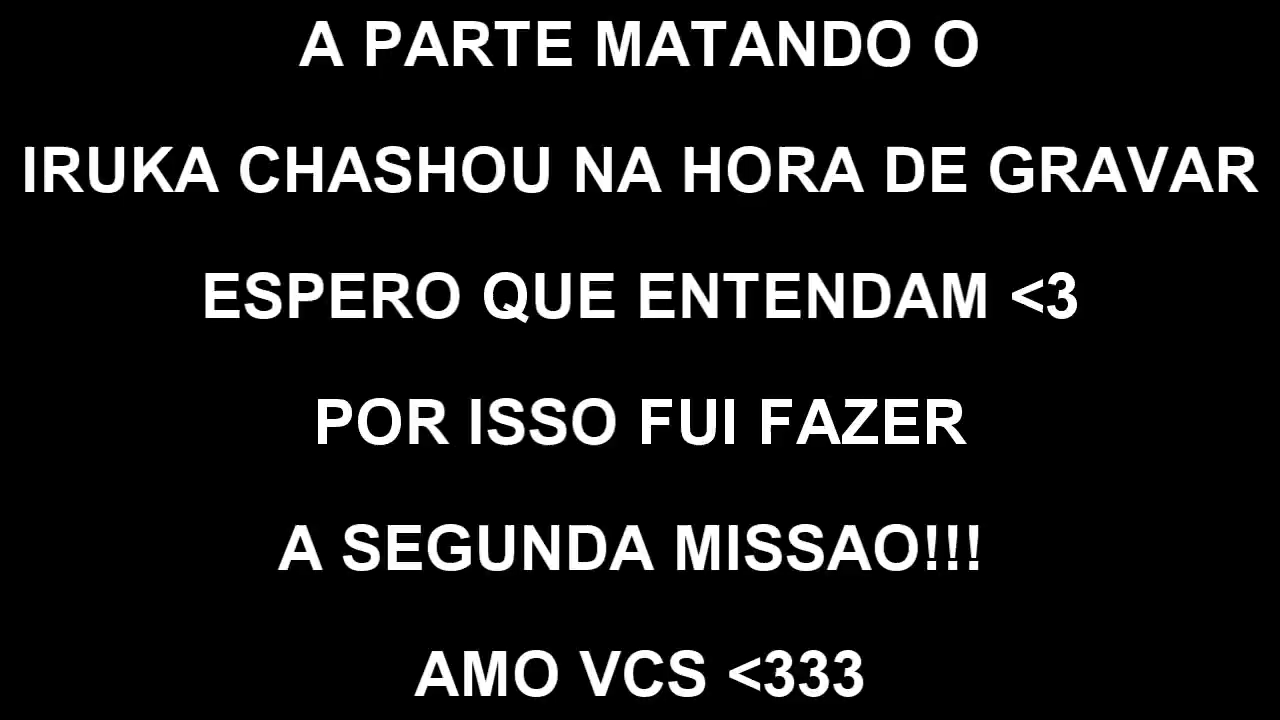 A PARTE MATANDO O
IRUKA CHASHOU NA HORA DE GRAVAR
ESPERO QUE ENTENDAM <3
POR ISSO FUI FAZER
A SEGUNDA MISSAO!!!
AMO VCS <333